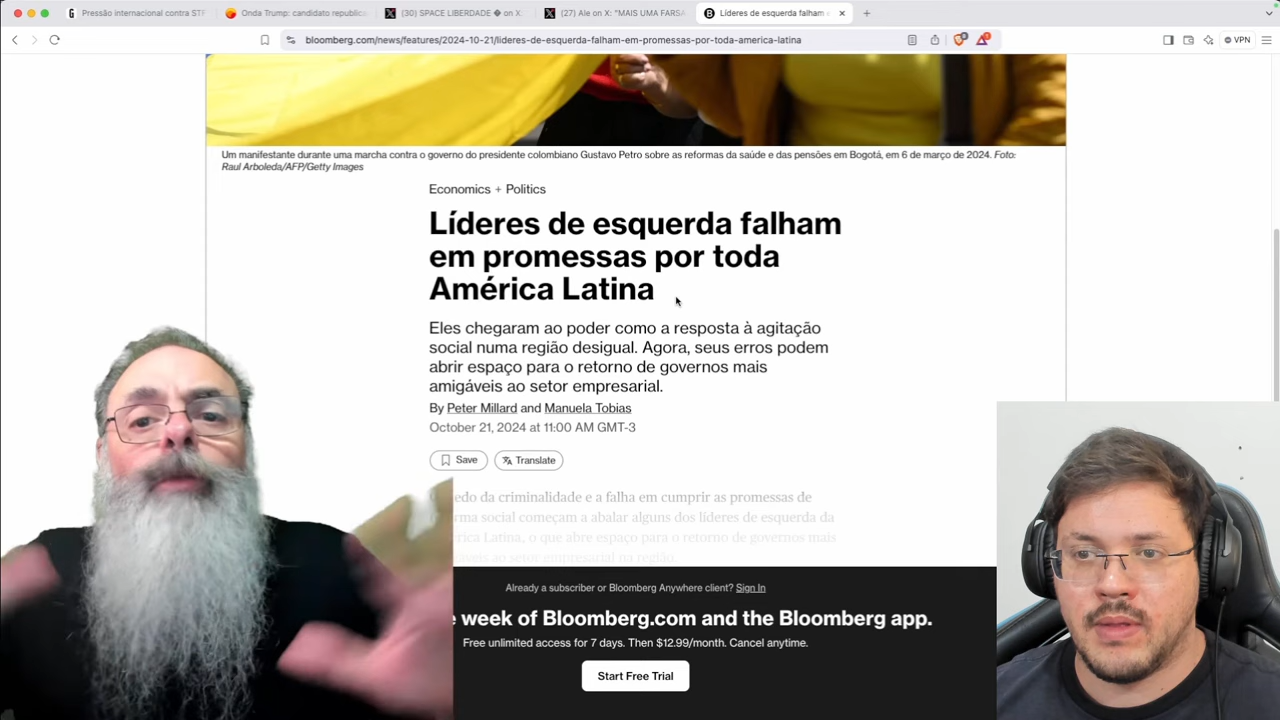 Pressão internacional contra STF
Onda Trump: candidato republica
(30) SPACE LIBERDADE � on X:
(27) Ale on X: "MAIS UMA FARSA
Líderes de esquerda falham
bloomberg.com/news/features/2024-10-21/lideres-de-esquerda-falham-em-promessas-por-toda-america-latina
VPN
Um manifestante durante uma marcha contra o governo do presidente colombiano Gustavo Petro sobre as reformas da saúde e das pensões em Bogotá, em 6 de março de 2024. Foto:
Raul Arboleda/AFP/Getty Images
Economics + Politics
Líderes de esquerda falham
em promessas por toda
América Latina
Eles chegaram ao poder como a resposta à agitação
social numa região desigual. Agora, seus erros podem
abrir espaço para o retorno de governos mais
amigáveis ao setor empresarial.
By Peter Millard and Manuela Tobias
October 21, 2024 at 11:00 AM GMT-3
Save
Translate
edo da criminalidade e a falha em cumprir as promessas de
rma social começam a abalar alguns dos líderes de esquerda da
érica Latina, o que abre espaço para o retorno de governos mais
áveis ao setor empresarial na região.
Already a subscriber or Bloomberg Anywhere client? Sign In
week of Bloomberg.com and the Bloomberg app.
Free unlimited access for 7 days. Then $12.99/month. Cancel anytime.
Start Free Trial